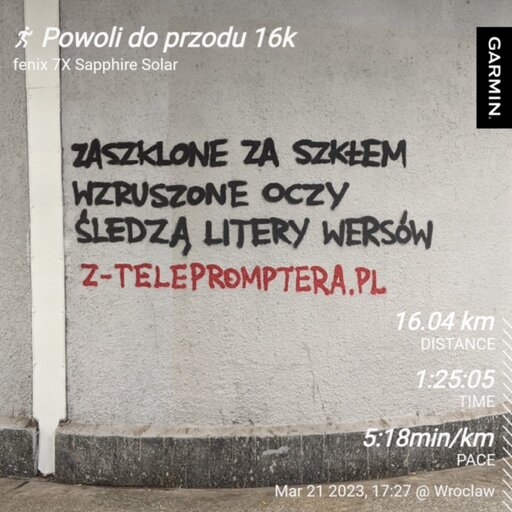 Powoli do przodu 16k
fenix 7X Sapphire Solar
GARMIN
ZASZKLONE ZA SZKŁEM
WZRUSZONE OCZY
ŚLEDZĄ LITERY WERSÓW
Z-TELEPROMPTERA.PL
16.04 km
DISTANCE
1:25:05
TIME
5:18min/km
PACE
Mar 21 2023, 17:27 @ Wroclaw